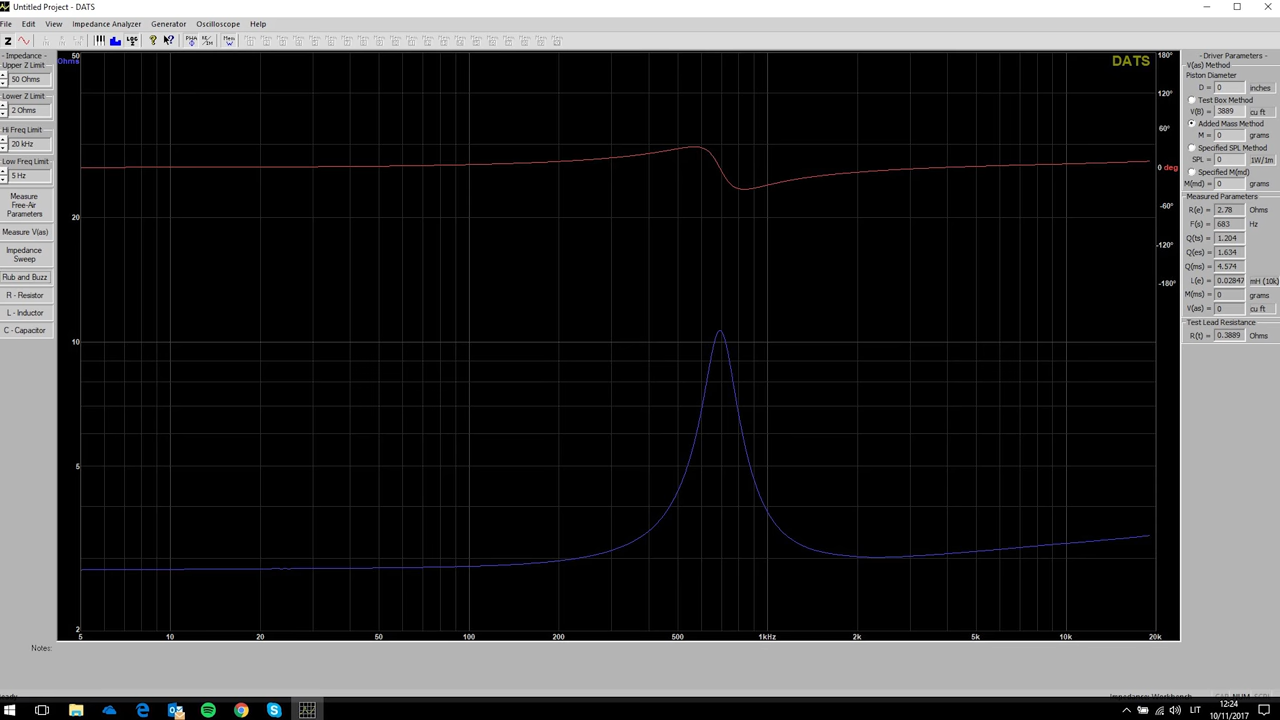 Untitled Project - DATS
File Edit View Impedance Analyzer Generator Oscilloscope Help
- Impedance -
Upper Z Limit
50 Ohms
Lower Z Limit
2 Ohms
Hi Freq Limit
20 kHz
Low Freq Limit
5 Hz
Measure
Free-Air
Parameters
Measure V(as)
Impedance
Sweep
Rub and Buzz
R - Resistor
L - Inductor
C - Capacitor
50
Ohms
20
10
5
2
5 10 20 50 100 200 500 1kHz 2k 5k 10k 20k
DATS
180°
120°
60°
0 deg
-60°
-120°
-180°
- Driver Parameters -
V(as) Method
Piston Diameter
D = 0 inches
Test Box Method
V(B) = 3889 cu ft
Added Mass Method
M = 0 grams
Specified SPL Method
SPL = 0 1W/1m
Specified M(md)
M(md) = 0 grams
Measured Parameters
R(e) = 2.78 Ohms
F(s) = 683 Hz
Q(ts) = 1.204
Q(es) = 1.634
Q(ms) = 4.574
L(e) = 0.02847 mH (10k)
M(ms) = 0 grams
V(as) = 0 cu ft
Test Lead Resistance
R(t) = 0.3889 Ohms
Notes:
Impedance: Workbench
LIT
12:24
10/11/2017